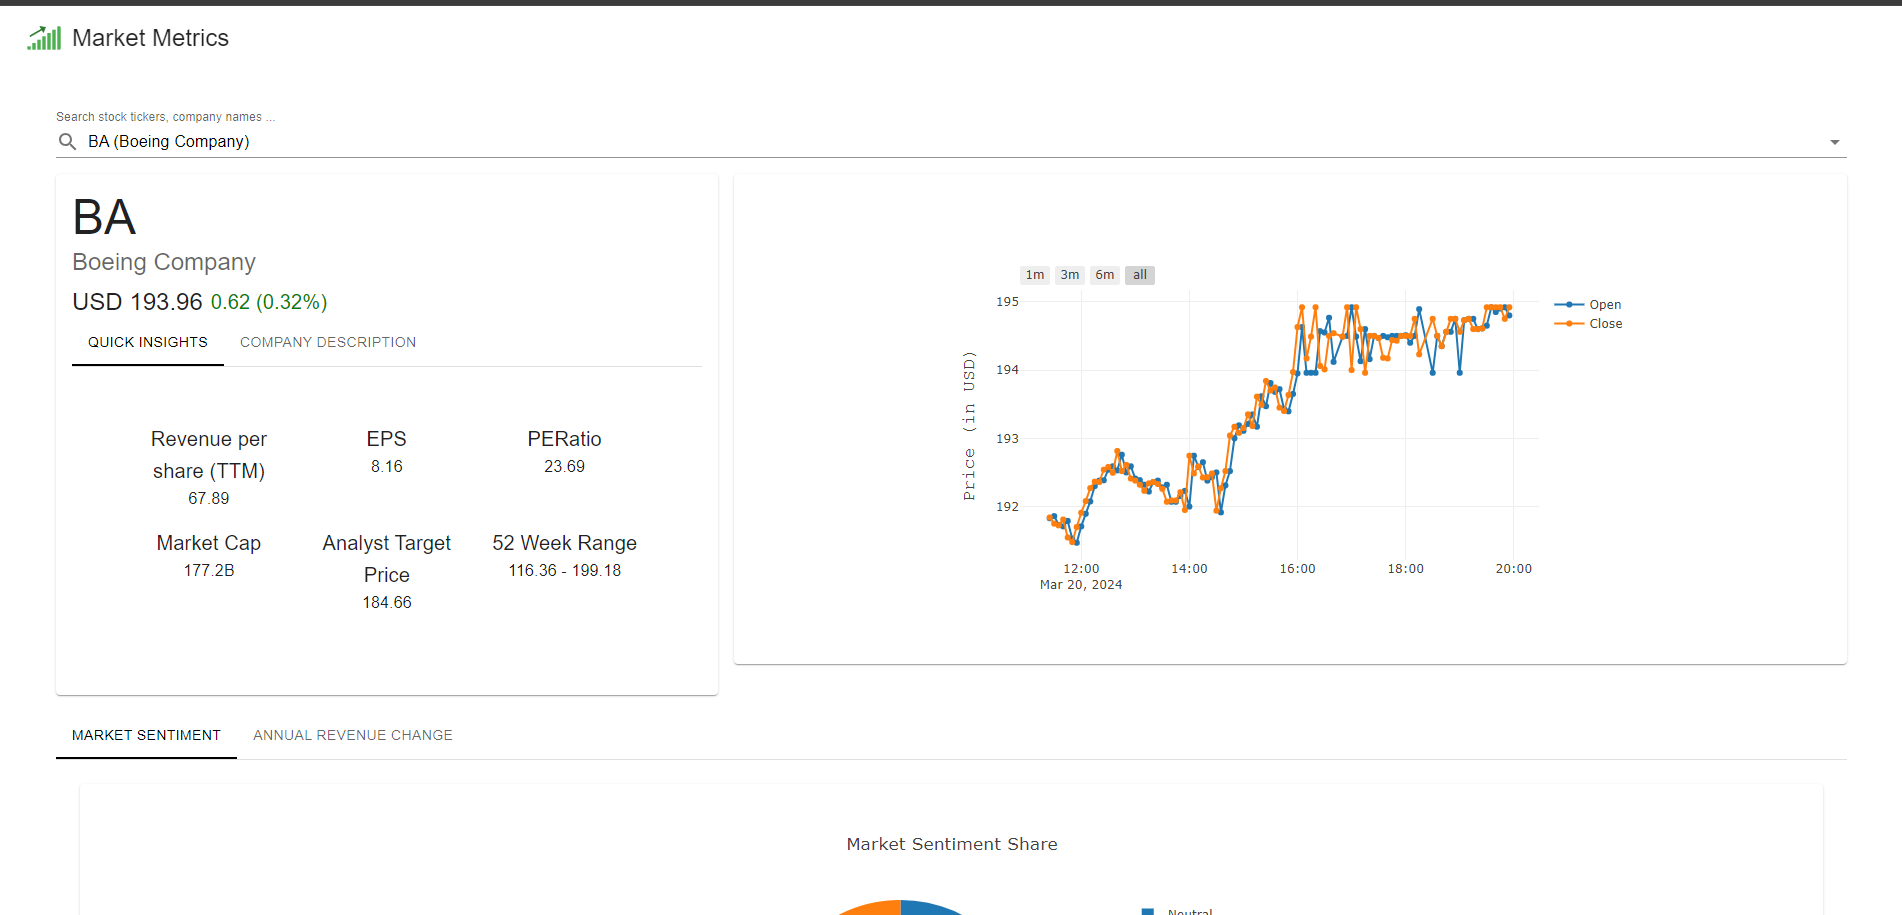 Market Metrics
Search stock tickers, company names ...
BA (Boeing Company)
BA
Boeing Company
USD 193.96 0.62 (0.32%)
QUICK INSIGHTS COMPANY DESCRIPTION
Revenue per
share (TTM)
67.89
EPS
8.16
PERatio
23.69
Market Cap
177.2B
Analyst Target
Price
184.66
52 Week Range
116.36 - 199.18
1m 3m 6m all
195
194
193
192
Price (in USD)
12:00 14:00 16:00 18:00 20:00
Mar 20, 2024
Open
Close
MARKET SENTIMENT ANNUAL REVENUE CHANGE
Market Sentiment Share
Neutral